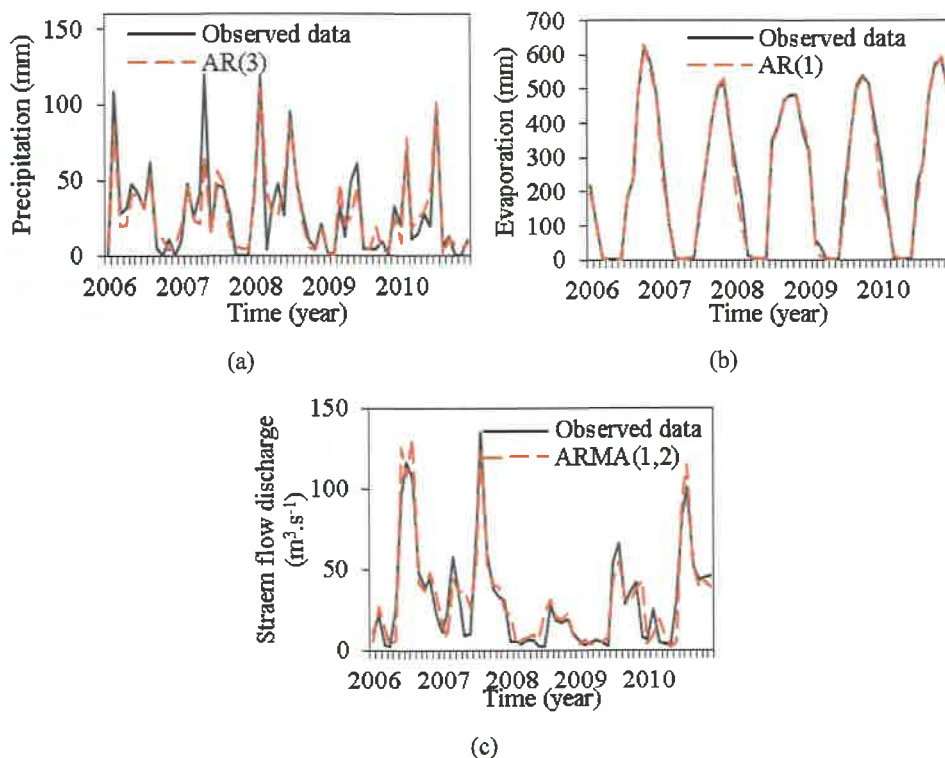 Precipitation (mm)
150
100
50
0
Observed data
AR(3)
2006 2007 2008 2009 2010
Time (year)
(a)
Evaporation (mm)
700
600
500
400
300
200
100
0
Observed data
AR(1)
2006 2007 2008 2009 2010
Time (year)
(b)
Straem flow discharge
(m³.s⁻¹)
150
100
50
0
Observed data
ARMA(1,2)
2006 2007 2008 2009 2010
Time (year)
(c)